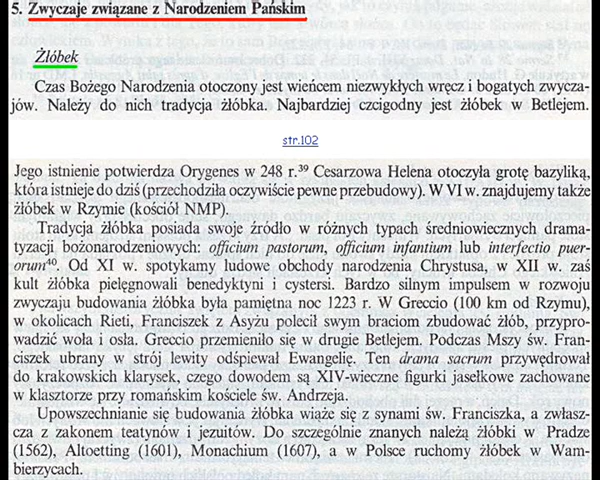 5. Zwyczaje związane z Narodzeniem Pańskim
Żłóbek
Czas Bożego Narodzenia otoczony jest wieńcem niezwykłych wręcz i bogatych zwycza-
jów. Należy do nich tradycja żłóbka. Najbardziej czcigodny jest żłóbek w Betlejem.
str.102
Jego istnienie potwierdza Orygenes w 248 r.³⁹ Cesarzowa Helena otoczyła grotę bazyliką,
która istnieje do dziś (przechodziła oczywiście pewne przebudowy). W VI w. znajdujemy także
żłóbek w Rzymie (kościół NMP).
Tradycja żłóbka posiada swoje źródło w różnych typach średniowiecznych drama-
tyzacji bożonarodzeniowych: officium pastorum, officium infantium lub interfectio puer-
orum⁴⁰. Od XI w. spotykamy ludowe obchody narodzenia Chrystusa, w XII w. zaś
kult żłóbka pielęgnowali benedyktyni i cystersi. Bardzo silnym impulsem w rozwoju
zwyczaju budowania żłóbka była pamiętna noc 1223 r. W Greccio (100 km od Rzymu),
w okolicach Rieti, Franciszek z Asyżu polecił swym braciom zbudować żłób, przypro-
wadzić woła i osła. Greccio przemieniło się w drugie Betlejem. Podczas Mszy św. Fran-
ciszek ubrany w strój lewity odśpiewał Ewangelię. Ten drama sacrum przywędrował
do krakowskich klarysek, czego dowodem są XIV-wieczne figurki jasełkowe zachowane
w klasztorze przy romańskim kościele św. Andrzeja.
Upowszechnianie się budowania żłóbka wiąże się z synami św. Franciszka, a zwłasz-
cza z zakonem teatynów i jezuitów. Do szczególnie znanych należą żłóbki w Pradze
(1562), Altoetting (1601), Monachium (1607), a w Polsce ruchomy żłóbek w Wam-
bierzycach.